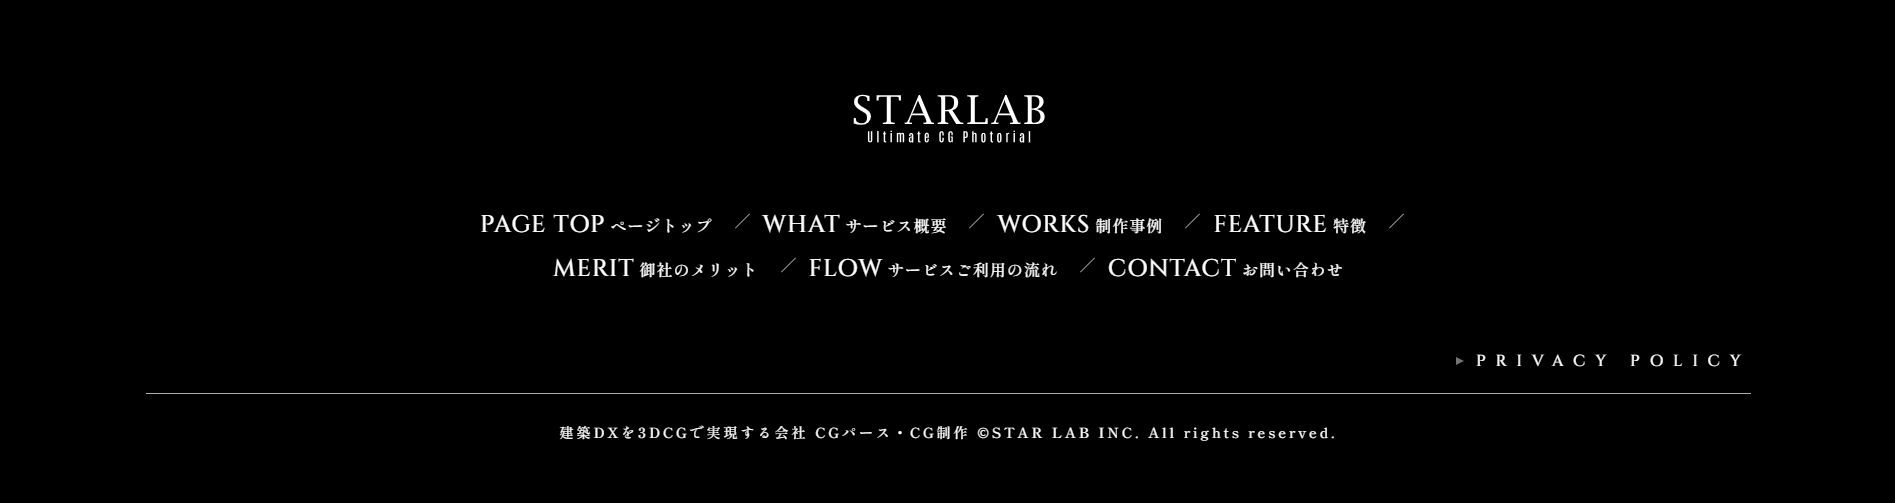 STARLAB
Ultimate CG Photorial
PAGE TOP ページトップ ／ WHAT サービス概要 ／ WORKS 制作事例 ／ FEATURE 特徴 ／
MERIT 御社のメリット ／ FLOW サービスご利用の流れ ／ CONTACT お問い合わせ
▶ PRIVACY POLICY
建築DXを3DCGで実現する会社 CGパース・CG制作 ©STAR LAB INC. All rights reserved.